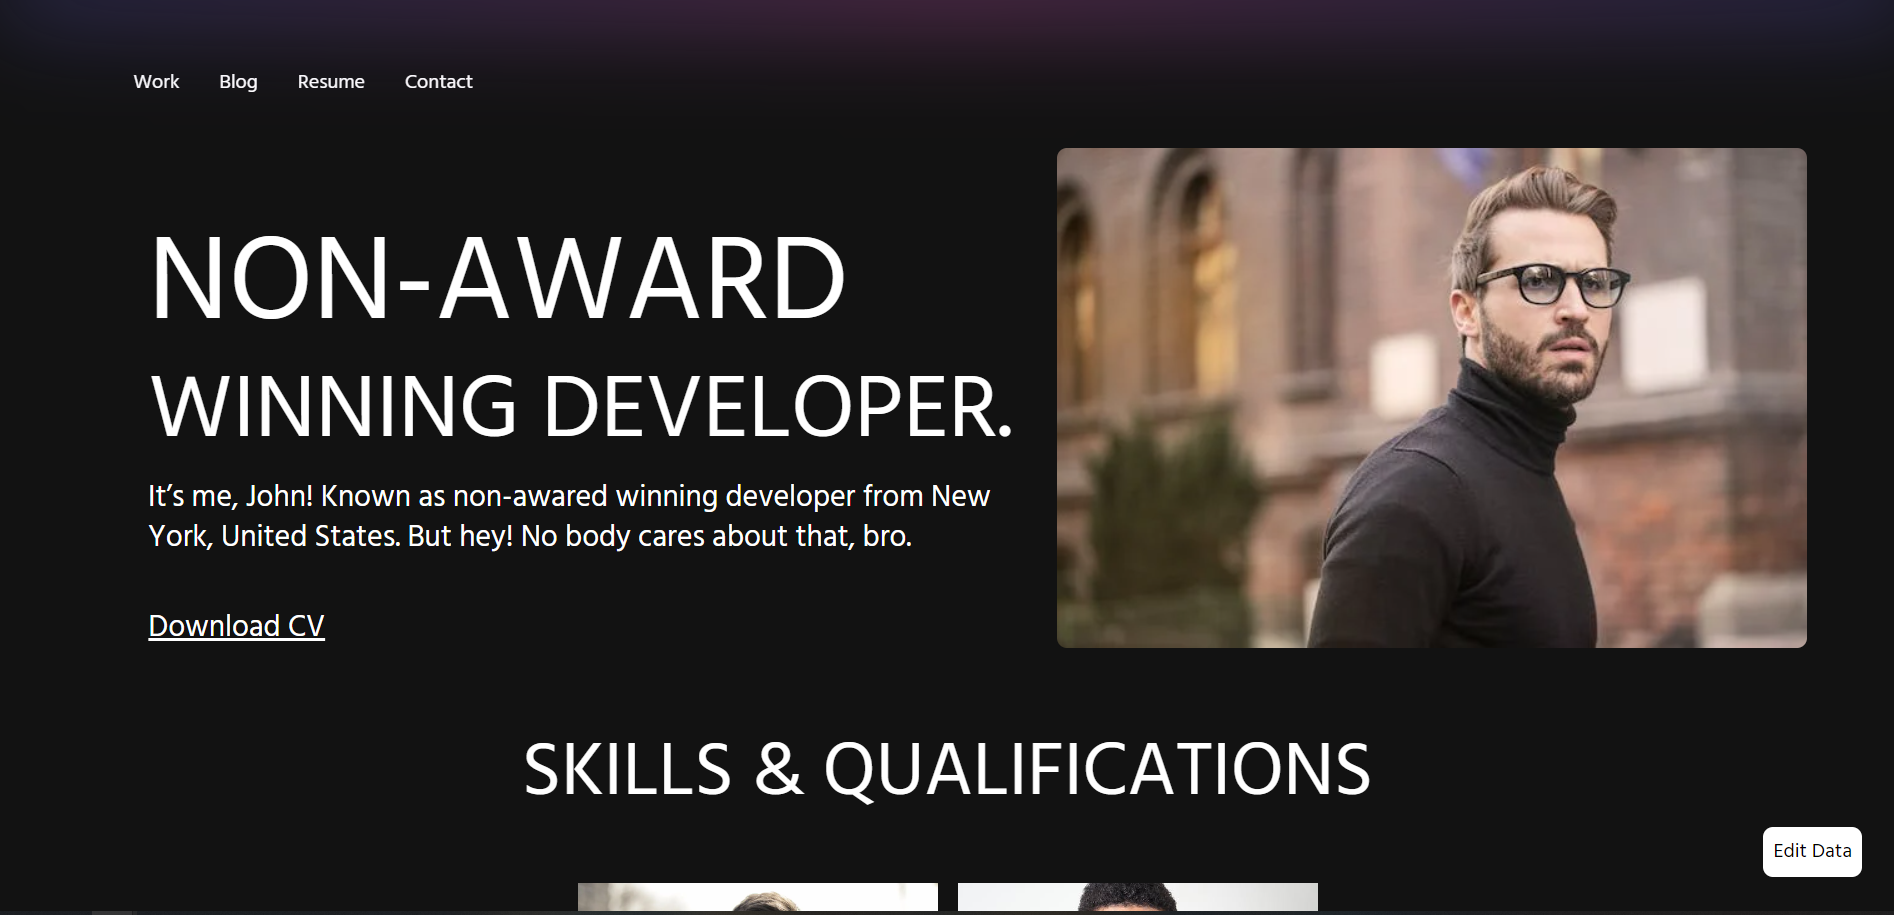 Work Blog Resume Contact
NON-AWARD
WINNING DEVELOPER.
It’s me, John! Known as non-awared winning developer from New
York, United States. But hey! No body cares about that, bro.
Download CV
SKILLS & QUALIFICATIONS
Edit Data